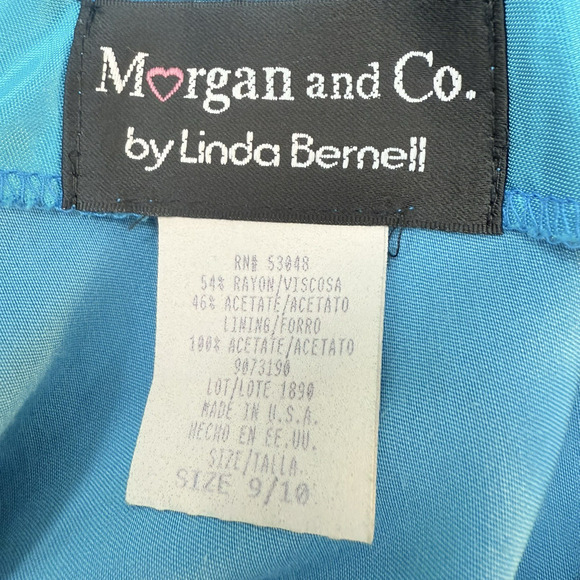 Morgan and Co.
by Linda Bernell
RN# 53048
54% RAYON/VISCOSA
46% ACETATE/ACETATO
LINING/FORRO
100% ACETATE/ACETATO
9073190
LOT/LOTE 1890
MADE IN U.S.A.
HECHO EN EE.UU.
SIZE/TALLA
SIZE 9/10